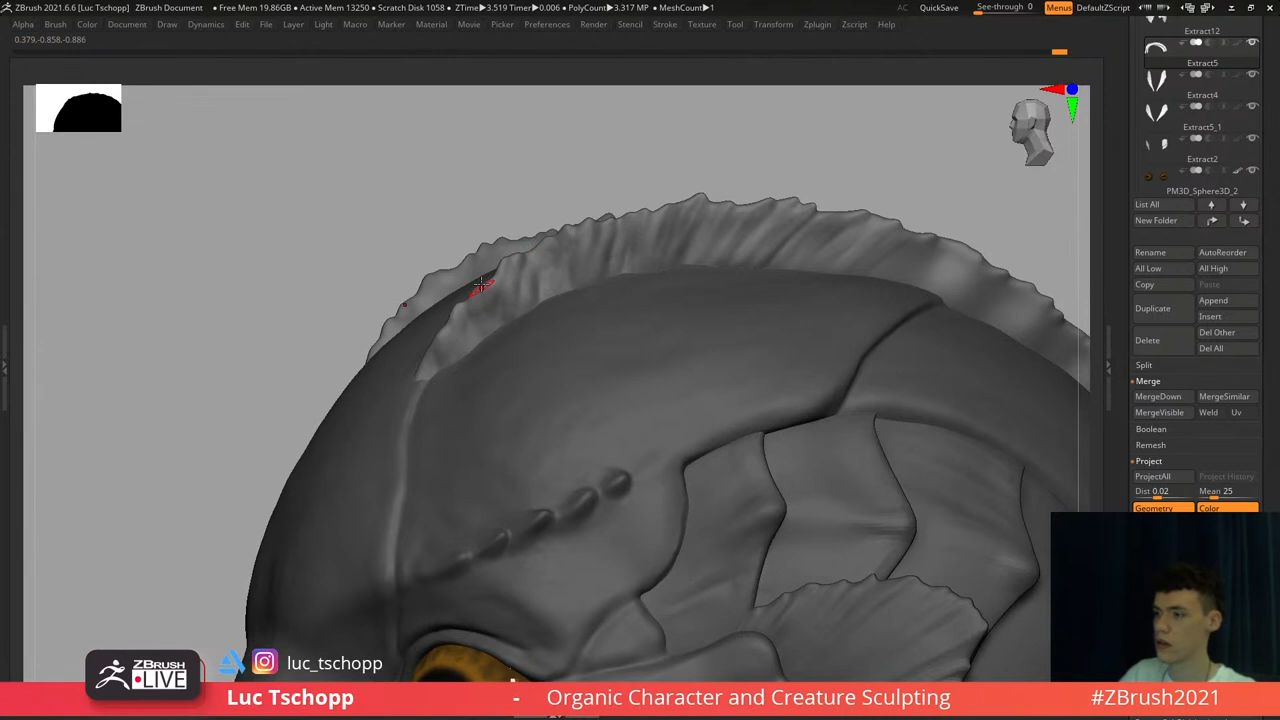 ZBrush 2021.6.6 [Luc Tschopp] ZBrush Document • Free Mem 19.86GB • Active Mem 13250 • Scratch Disk 1058 • ZTime▸3.519 Timer▸0.006 • PolyCount▸3.317 MP • MeshCount▸1 AC QuickSave See-through 0 Menus DefaultZScript
Alpha Brush Color Document Draw Dynamics Edit File Layer Light Macro Marker Material Movie Picker Preferences Render Stencil Stroke Texture Tool Transform Zplugin Zscript Help
0.379,-0.858,-0.886
Extract12
Extract5
Extract4
Extract5_1
Extract2
PM3D_Sphere3D_2
List All
New Folder
Rename AutoReorder
All Low All High
Copy Paste
Duplicate Append
Insert
Delete Del Other
Del All
Split
Merge
MergeDown MergeSimilar
MergeVisible Weld Uv
Boolean
Remesh
Project
ProjectAll Project History
Dist 0.02 Mean 25
Geometry Color
ZBRUSH
LIVE
luc_tschopp
Luc Tschopp - Organic Character and Creature Sculpting #ZBrush2021